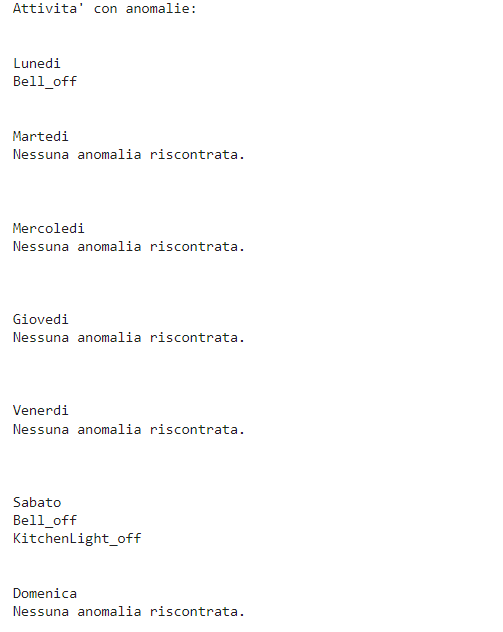 Attivita' con anomalie:
Lunedi
Bell_off
Martedi
Nessuna anomalia riscontrata.
Mercoledi
Nessuna anomalia riscontrata.
Giovedi
Nessuna anomalia riscontrata.
Venerdi
Nessuna anomalia riscontrata.
Sabato
Bell_off
KitchenLight_off
Domenica
Nessuna anomalia riscontrata.